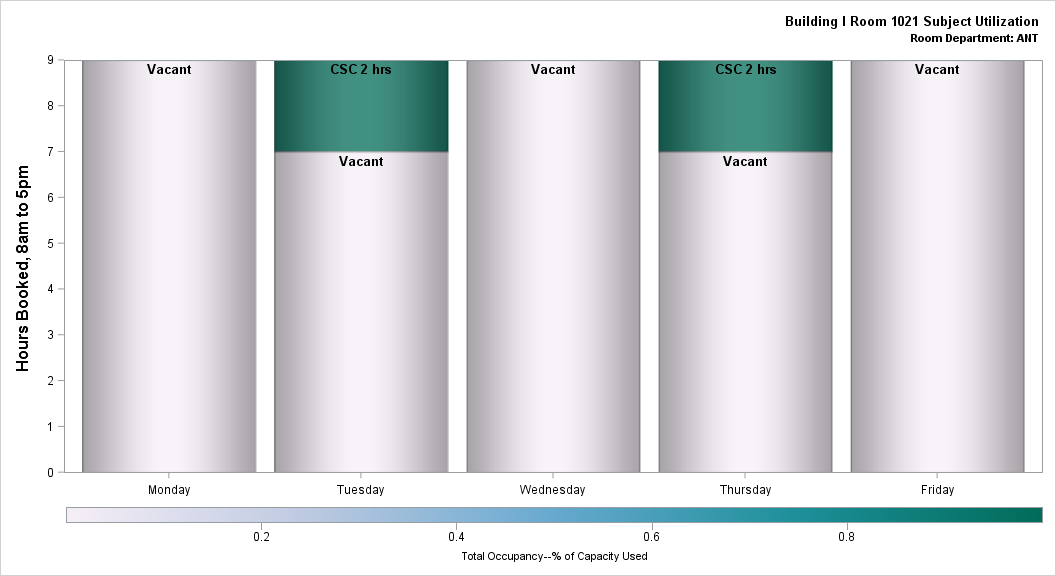 Building I Room 1021 Subject Utilization
Room Department: ANT
Hours Booked, 8am to 5pm
9
8
7
6
5
4
3
2
1
0
Vacant
CSC 2 hrs
Vacant
CSC 2 hrs
Vacant
Vacant
Vacant
Monday
Tuesday
Wednesday
Thursday
Friday
0.2
0.4
0.6
0.8
Total Occupancy--% of Capacity Used